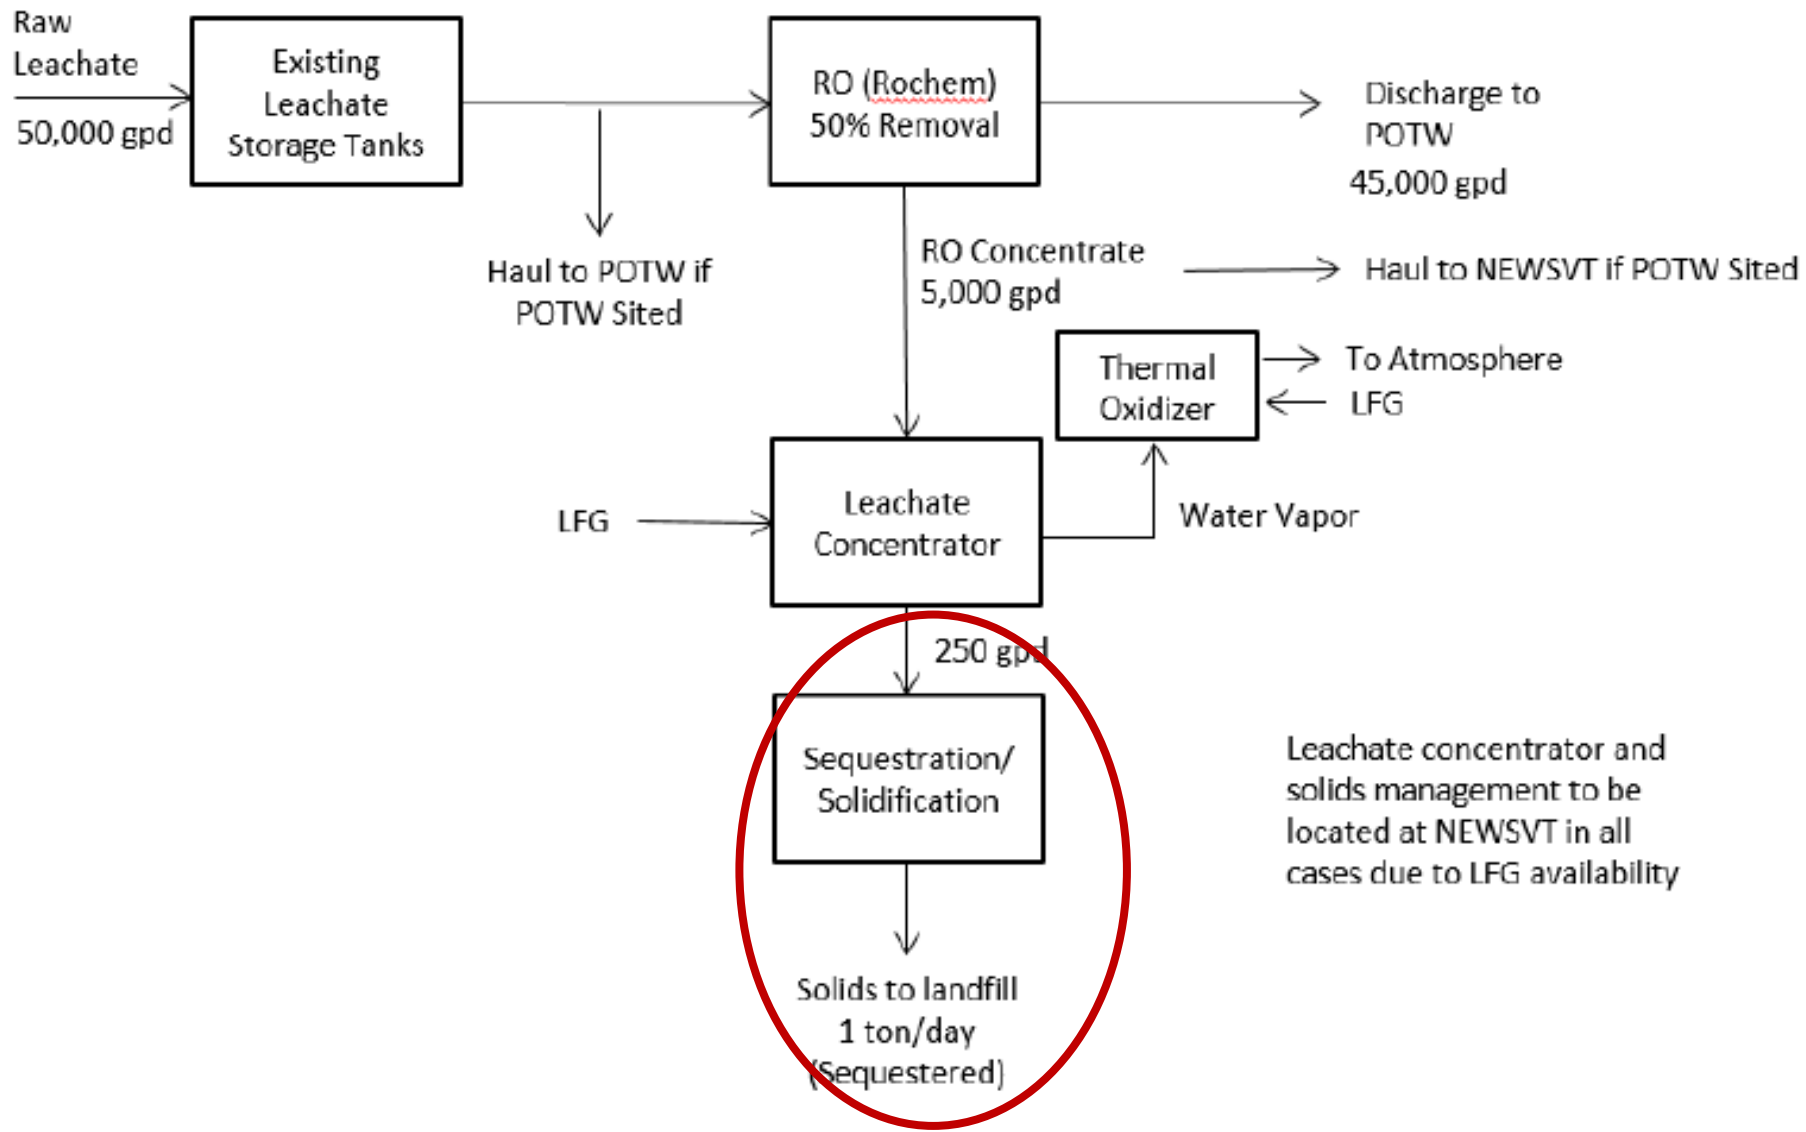 Raw
Leachate
50,000 gpd
Existing
Leachate
Storage Tanks
RO (Rochem)
50% Removal
Discharge to
POTW
45,000 gpd
Haul to POTW if
POTW Sited
RO Concentrate
5,000 gpd
Haul to NEWSVT if POTW Sited
Thermal
Oxidizer
To Atmosphere
LFG
LFG
Leachate
Concentrator
Water Vapor
250 gpd
Sequestration/
Solidification
Leachate concentrator and
solids management to be
located at NEWSVT in all
cases due to LFG availability
Solids to landfill
1 ton/day
(Sequestered)